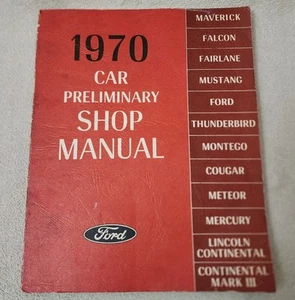 1970
CAR
PRELIMINARY
SHOP
MANUAL
Ford
MAVERICK
FALCON
FAIRLANE
MUSTANG
FORD
THUNDERBIRD
MONTEGO
COUGAR
METEOR
MERCURY
LINCOLN
CONTINENTAL
CONTINENTAL
MARK III